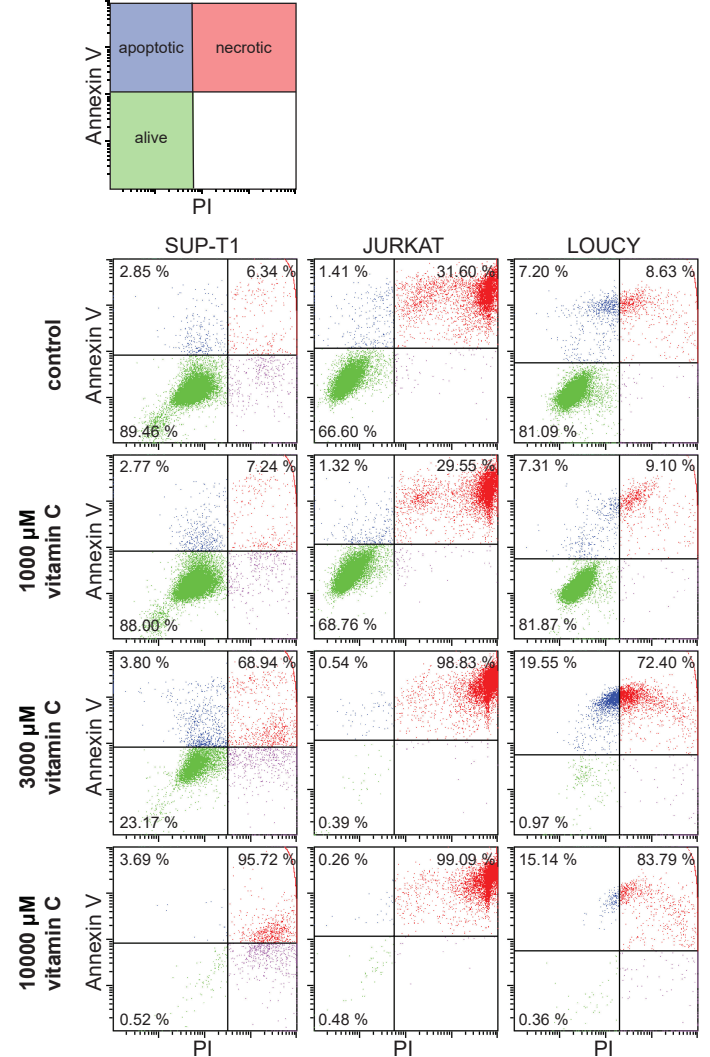 Annexin V
apoptotic necrotic
alive
PI
SUP-T1 JURKAT LOUCY
control
Annexin V
2.85 % 6.34 % 1.41 % 31.60 % 7.20 % 8.63 %
89.46 % 66.60 % 81.09 %
1000 µM
vitamin C
Annexin V
2.77 % 7.24 % 1.32 % 29.55 % 7.31 % 9.10 %
88.00 % 68.76 % 81.87 %
3000 µM
vitamin C
Annexin V
3.80 % 68.94 % 0.54 % 98.83 % 19.55 % 72.40 %
23.17 % 0.39 % 0.97 %
10000 µM
vitamin C
Annexin V
3.69 % 95.72 % 0.26 % 99.09 % 15.14 % 83.79 %
0.52 % 0.48 % 0.36 %
PI PI PI